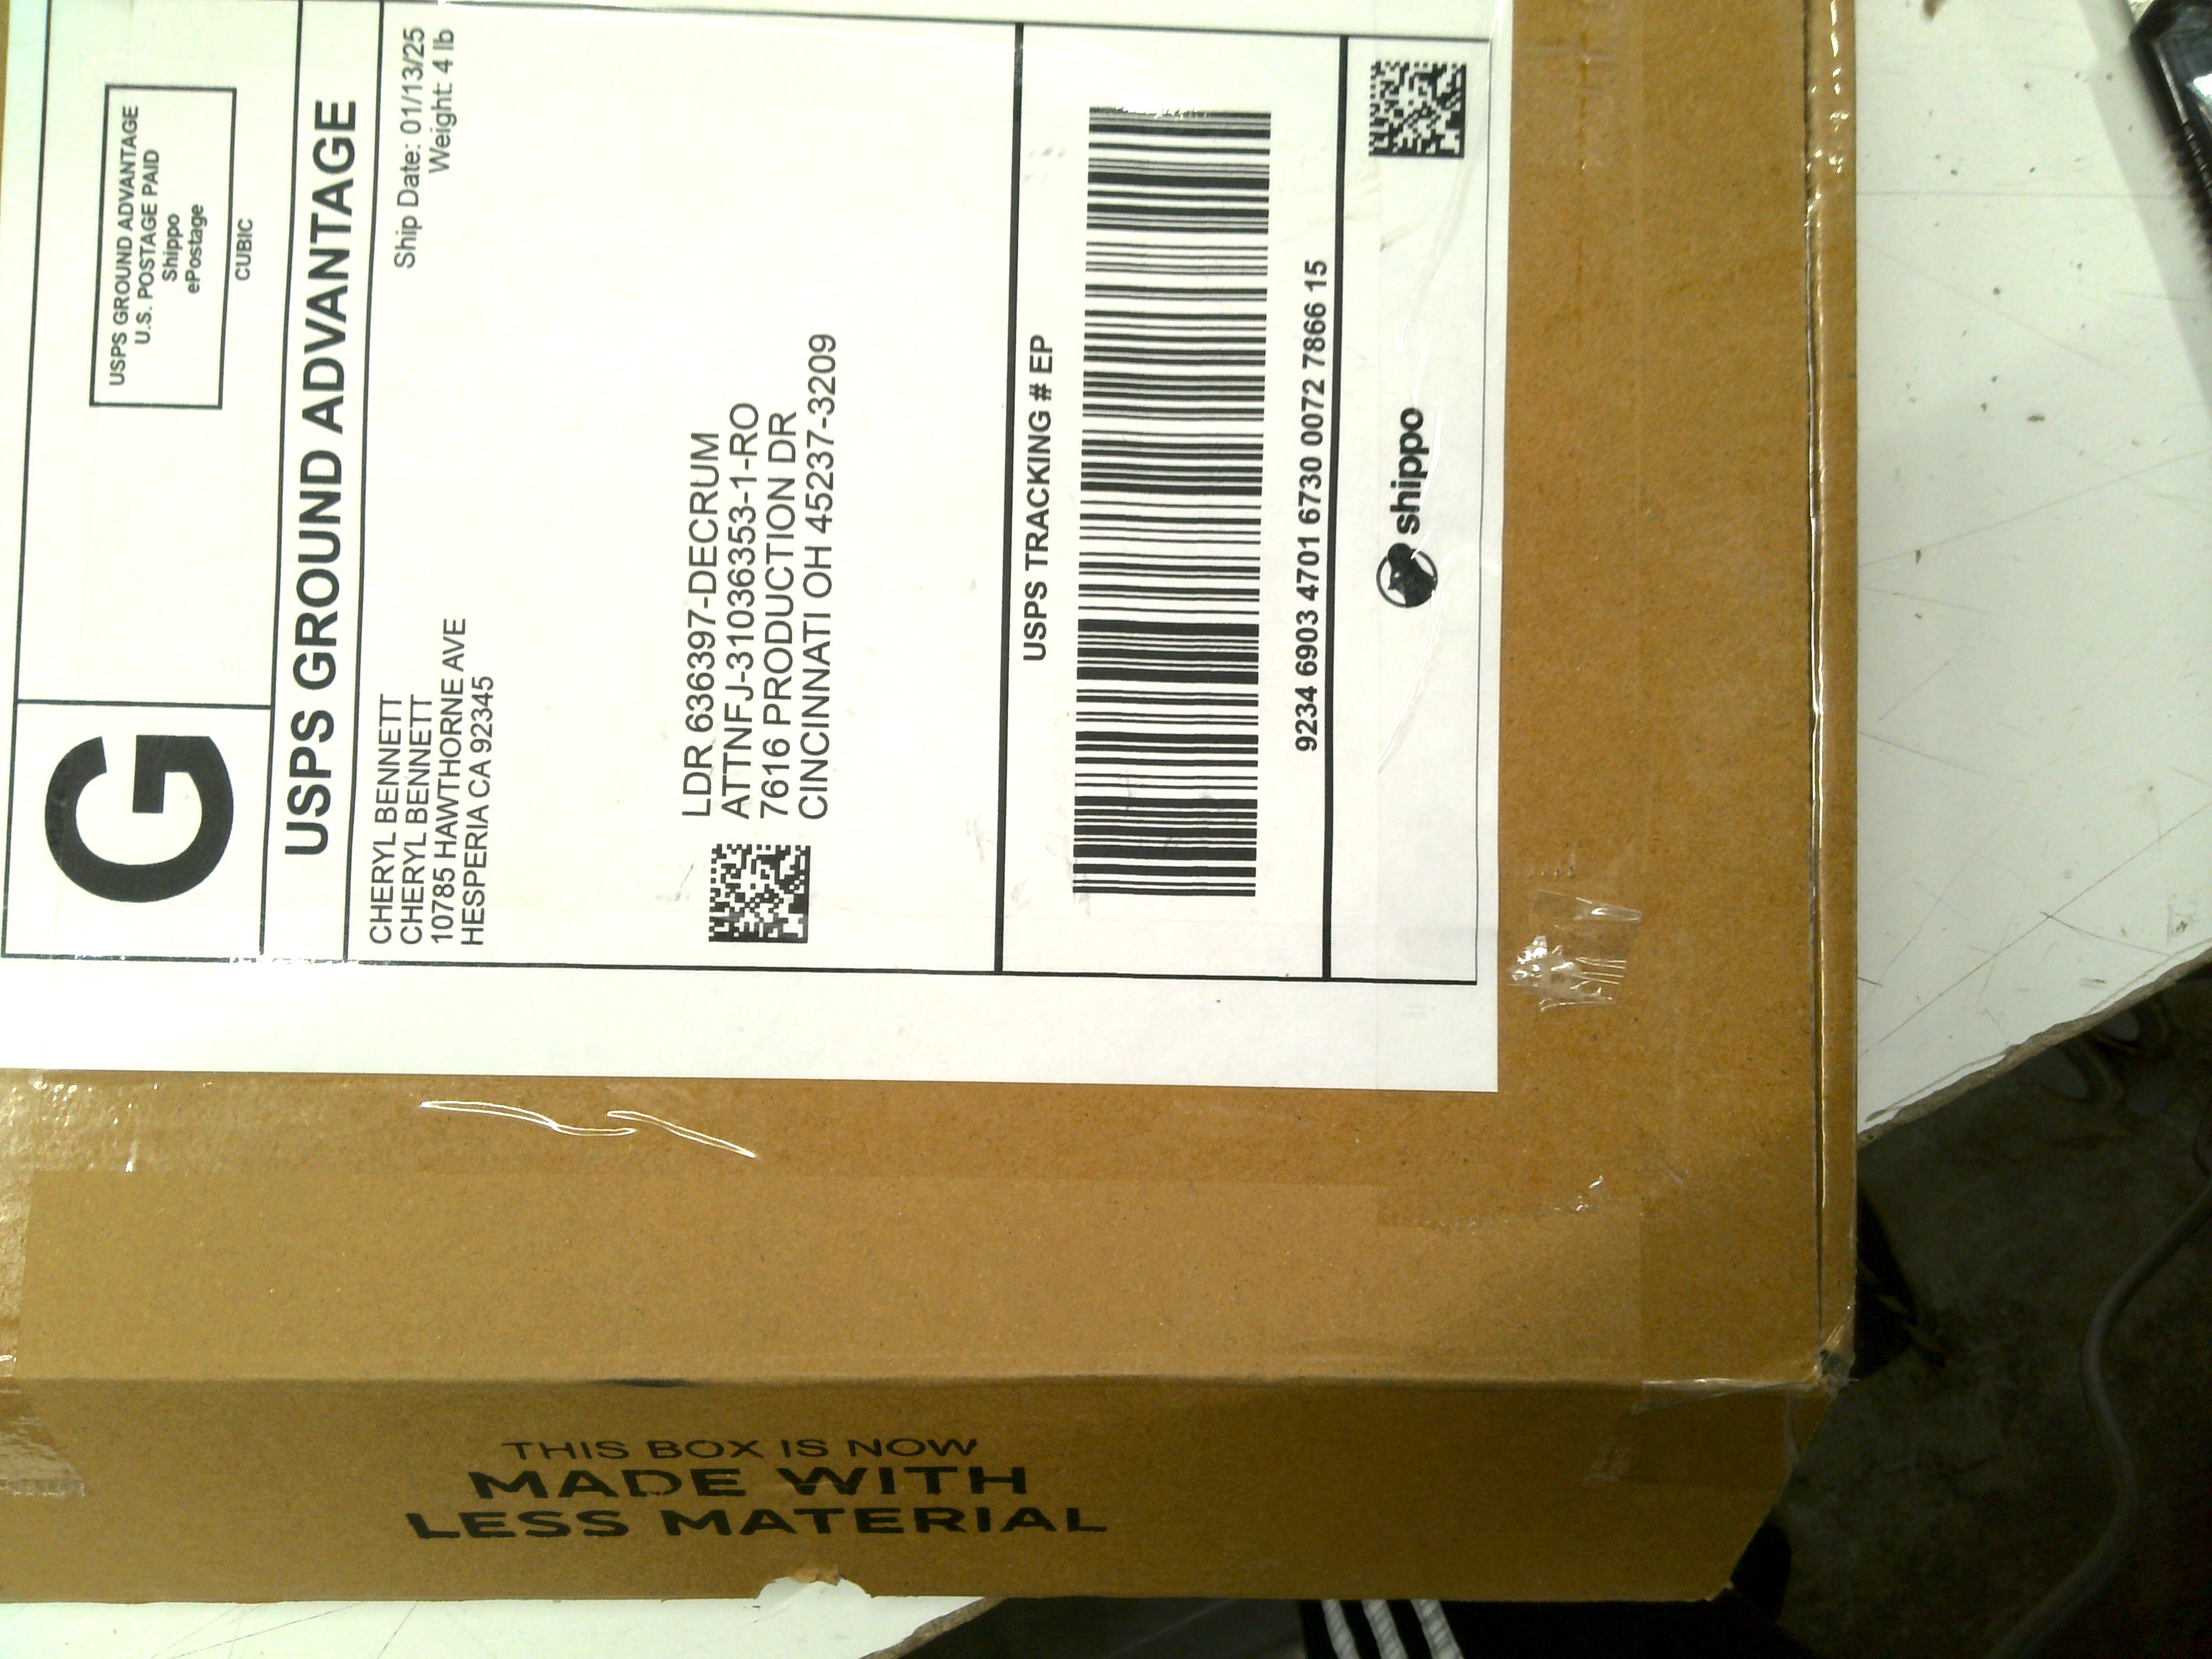 G
USPS GROUND ADVANTAGE
U.S. POSTAGE PAID
Shippo
ePostage
CUBIC
USPS GROUND ADVANTAGE
Ship Date: 01/13/25
Weight: 4 lb
CHERYL BENNETT
CHERYL BENNETT
10785 HAWTHORNE AVE
HESPERIA CA 92345
LDR 636397-DECRUM
ATTNFJ-31036353-1-RO
7616 PRODUCTION DR
CINCINNATI OH 45237-3209
USPS TRACKING # EP
9234 6903 4701 6730 0072 7866 15
shippo
THIS BOX IS NOW
MADE WITH
LESS MATERIAL